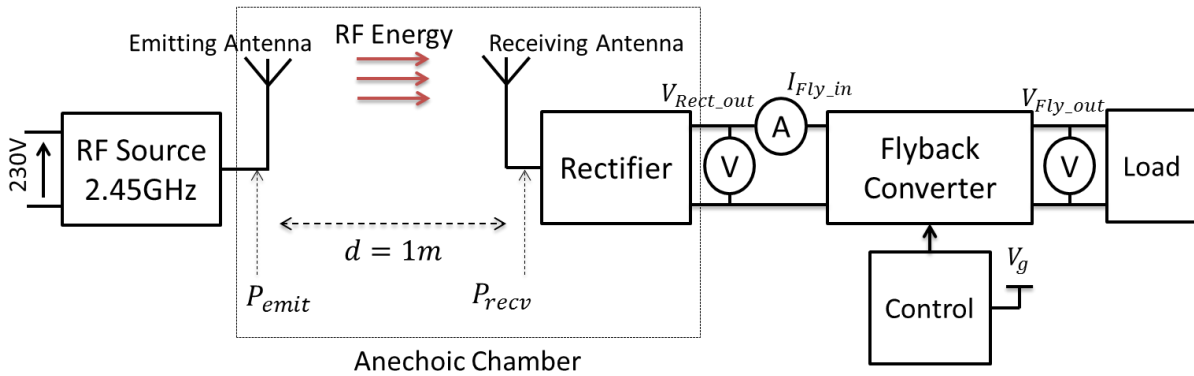 Emitting Antenna
RF Energy
Receiving Antenna
230V
RF Source
2.45GHz
d = 1m
P_emit
P_recv
Rectifier
V_Rect_out
I_Fly_in
A
V
Flyback
Converter
V_Fly_out
V
Load
Control
V_g
Anechoic Chamber